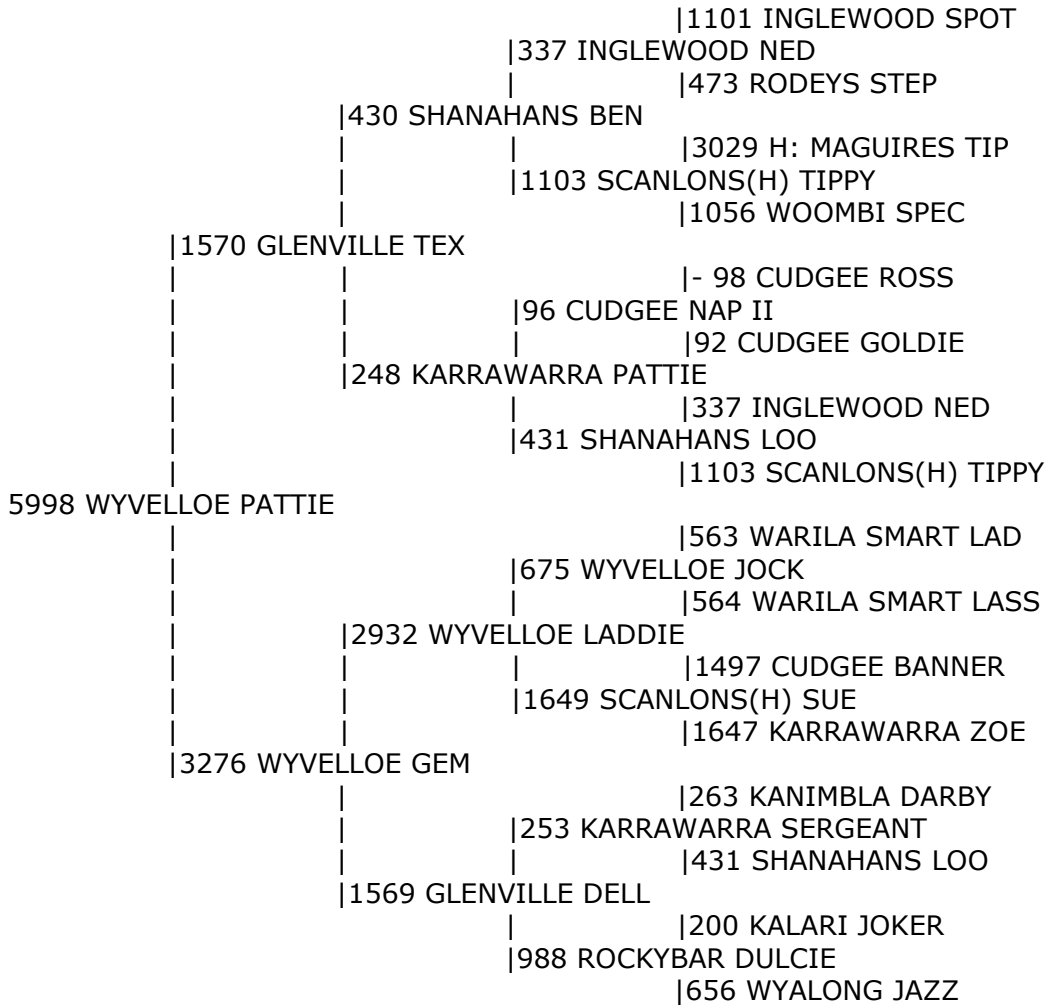 |1101 INGLEWOOD SPOT
|337 INGLEWOOD NED
| |473 RODEYS STEP
|430 SHANAHANS BEN
| | |3029 H: MAGUIRES TIP
| |1103 SCANLONS(H) TIPPY
| |1056 WOOMBI SPEC
|1570 GLENVILLE TEX
| | |- 98 CUDGEE ROSS
| | |96 CUDGEE NAP II
| | | |92 CUDGEE GOLDIE
| |248 KARRAWARRA PATTIE
| | |337 INGLEWOOD NED
| |431 SHANAHANS LOO
| |1103 SCANLONS(H) TIPPY
5998 WYVELLOE PATTIE
| |563 WARILA SMART LAD
| |675 WYVELLOE JOCK
| | |564 WARILA SMART LASS
| |2932 WYVELLOE LADDIE
| | | |1497 CUDGEE BANNER
| | |1649 SCANLONS(H) SUE
| | |1647 KARRAWARRA ZOE
|3276 WYVELLOE GEM
| |263 KANIMBLA DARBY
| |253 KARRAWARRA SERGEANT
| | |431 SHANAHANS LOO
|1569 GLENVILLE DELL
| |200 KALARI JOKER
|988 ROCKYBAR DULCIE
|656 WYALONG JAZZ